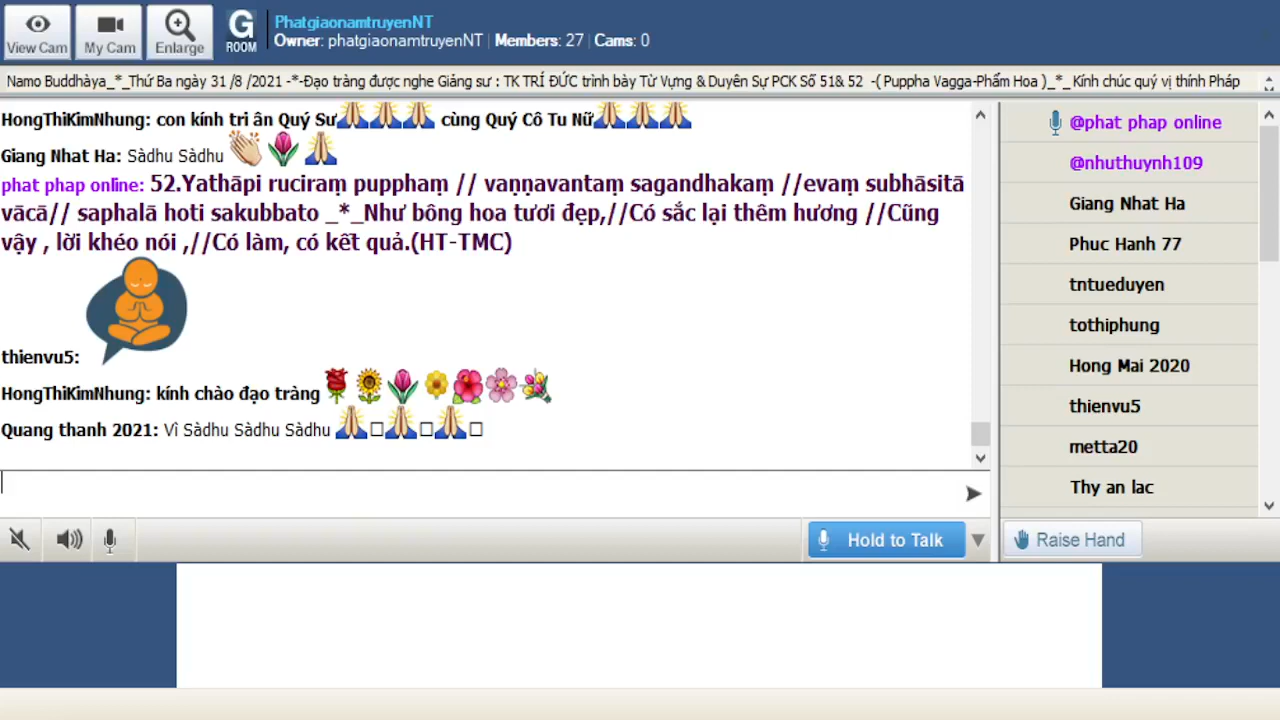 View Cam
My Cam
Enlarge
G
ROOM
PhatgiaonamtruyenNT
Owner: phatgiaonamtruyenNT | Members: 27 | Cams: 0
Namo Buddhàya_*_Thứ Ba ngày 31 /8 /2021 -*-Đạo tràng được nghe Giảng sư : TK TRÍ ĐỨC trình bày Từ Vựng & Duyên Sự PCK Số 51& 52 -( Puppha Vagga-Phẩm Hoa )_*_ Kính chúc quý vị thính Pháp
HongThiKimNhung: con kính tri ân Quý Sư🙏🙏🙏 cùng Quý Cô Tu Nữ🙏🙏🙏
Giang Nhat Ha: Sàdhu Sàdhu 👏🌷🙏
phat phap online: 52.Yathāpi ruciraṃ pupphaṃ // vaṇṇavantaṃ sagandhakaṃ //evaṃ subhāsitā
vācā// saphalā hoti sakubbato _*_Như bông hoa tươi đẹp,//Có sắc lại thêm hương //Cũng
vậy , lời khéo nói ,//Có làm, có kết quả.(HT-TMC)
thienvu5:
HongThiKimNhung: kính chào đạo tràng 🌹🌻🌷🌼🌺🌸💐
Quang thanh 2021: Vì Sàdhu Sàdhu Sàdhu 🙏□🙏□🙏□
Hold to Talk
@phat phap online
@nhuthuynh109
Giang Nhat Ha
Phuc Hanh 77
tntueduyen
tothiphung
Hong Mai 2020
thienvu5
metta20
Thy an lac
Raise Hand